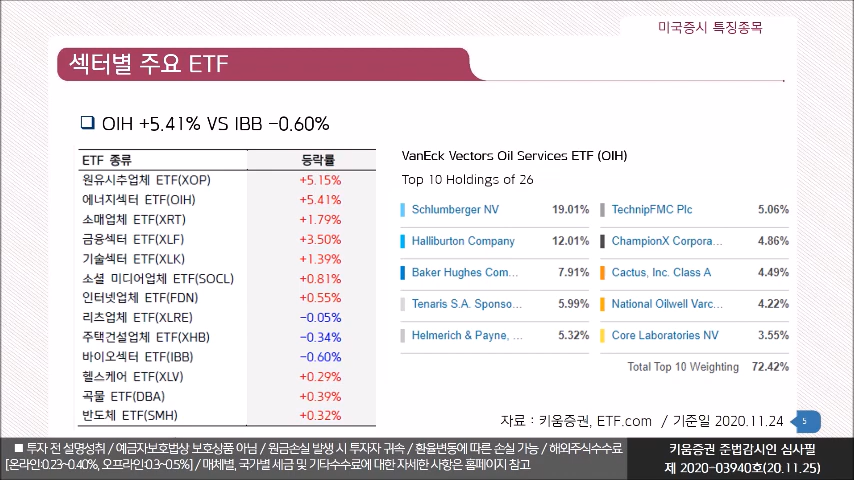 미국증시 특징종목
섹터별 주요 ETF
❑ OIH +5.41% VS IBB -0.60%
ETF 종류 등락률
원유시추업체 ETF(XOP) +5.15%
에너지섹터 ETF(OIH) +5.41%
소매업체 ETF(XRT) +1.79%
금융섹터 ETF(XLF) +3.50%
기술섹터 ETF(XLK) +1.39%
소셜 미디어업체 ETF(SOCL) +0.81%
인터넷업체 ETF(FDN) +0.55%
리츠업체 ETF(XLRE) -0.05%
주택건설업체 ETF(XHB) -0.34%
바이오섹터 ETF(IBB) -0.60%
헬스케어 ETF(XLV) +0.29%
곡물 ETF(DBA) +0.39%
반도체 ETF(SMH) +0.32%
VanEck Vectors Oil Services ETF (OIH)
Top 10 Holdings of 26
Schlumberger NV 19.01% TechnipFMC Plc 5.06%
Halliburton Company 12.01% ChampionX Corpora... 4.86%
Baker Hughes Com... 7.91% Cactus, Inc. Class A 4.49%
Tenaris S.A. Sponso... 5.99% National Oilwell Varc... 4.22%
Helmerich & Payne, ... 5.32% Core Laboratories NV 3.55%
Total Top 10 Weighting 72.42%
자료 : 키움증권, ETF.com / 기준일 2020.11.24
5
■ 투자 전 설명청취 / 예금자보호법상 보호상품 아님 / 원금손실 발생 시 투자자 귀속 / 환율변동에 따른 손실 가능 / 해외주식수수료
[온라인:0.23~0.40%, 오프라인:0.3~0.5%] / 매체별, 국가별 세금 및 기타수수료에 대한 자세한 사항은 홈페이지 참고
키움증권 준법감시인 심사필
제 2020-03940호(20.11.25)